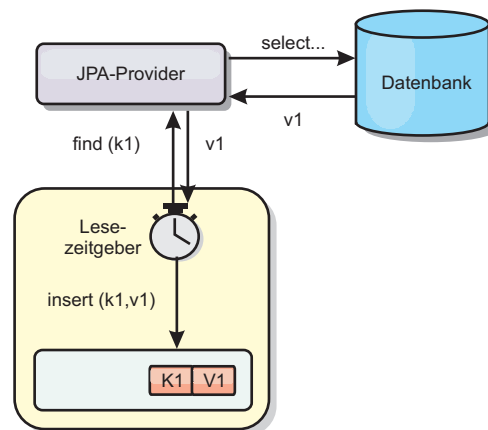 select...
JPA-Provider
Datenbank
v1
find (k1)
v1
Lese-
zeitgeber
insert (k1,v1)
K1 V1